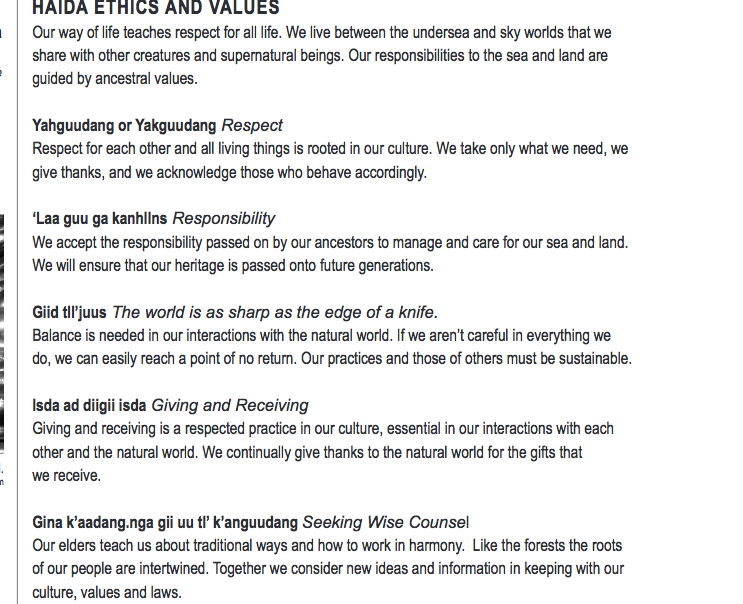 HAIDA ETHICS AND VALUES
Our way of life teaches respect for all life. We live between the undersea and sky worlds that we
share with other creatures and supernatural beings. Our responsibilities to the sea and land are
guided by ancestral values.
Yahguudang or Yakguudang Respect
Respect for each other and all living things is rooted in our culture. We take only what we need, we
give thanks, and we acknowledge those who behave accordingly.
‘Laa guu ga kanhllns Responsibility
We accept the responsibility passed on by our ancestors to manage and care for our sea and land.
We will ensure that our heritage is passed onto future generations.
Giid tll’juus The world is as sharp as the edge of a knife.
Balance is needed in our interactions with the natural world. If we aren’t careful in everything we
do, we can easily reach a point of no return. Our practices and those of others must be sustainable.
Isda ad diigii isda Giving and Receiving
Giving and receiving is a respected practice in our culture, essential in our interactions with each
other and the natural world. We continually give thanks to the natural world for the gifts that
we receive.
Gina k’aadang.nga gii uu tl’ k’anguudang Seeking Wise Counsel
Our elders teach us about traditional ways and how to work in harmony.  Like the forests the roots
of our people are intertwined. Together we consider new ideas and information in keeping with our
culture, values and laws.